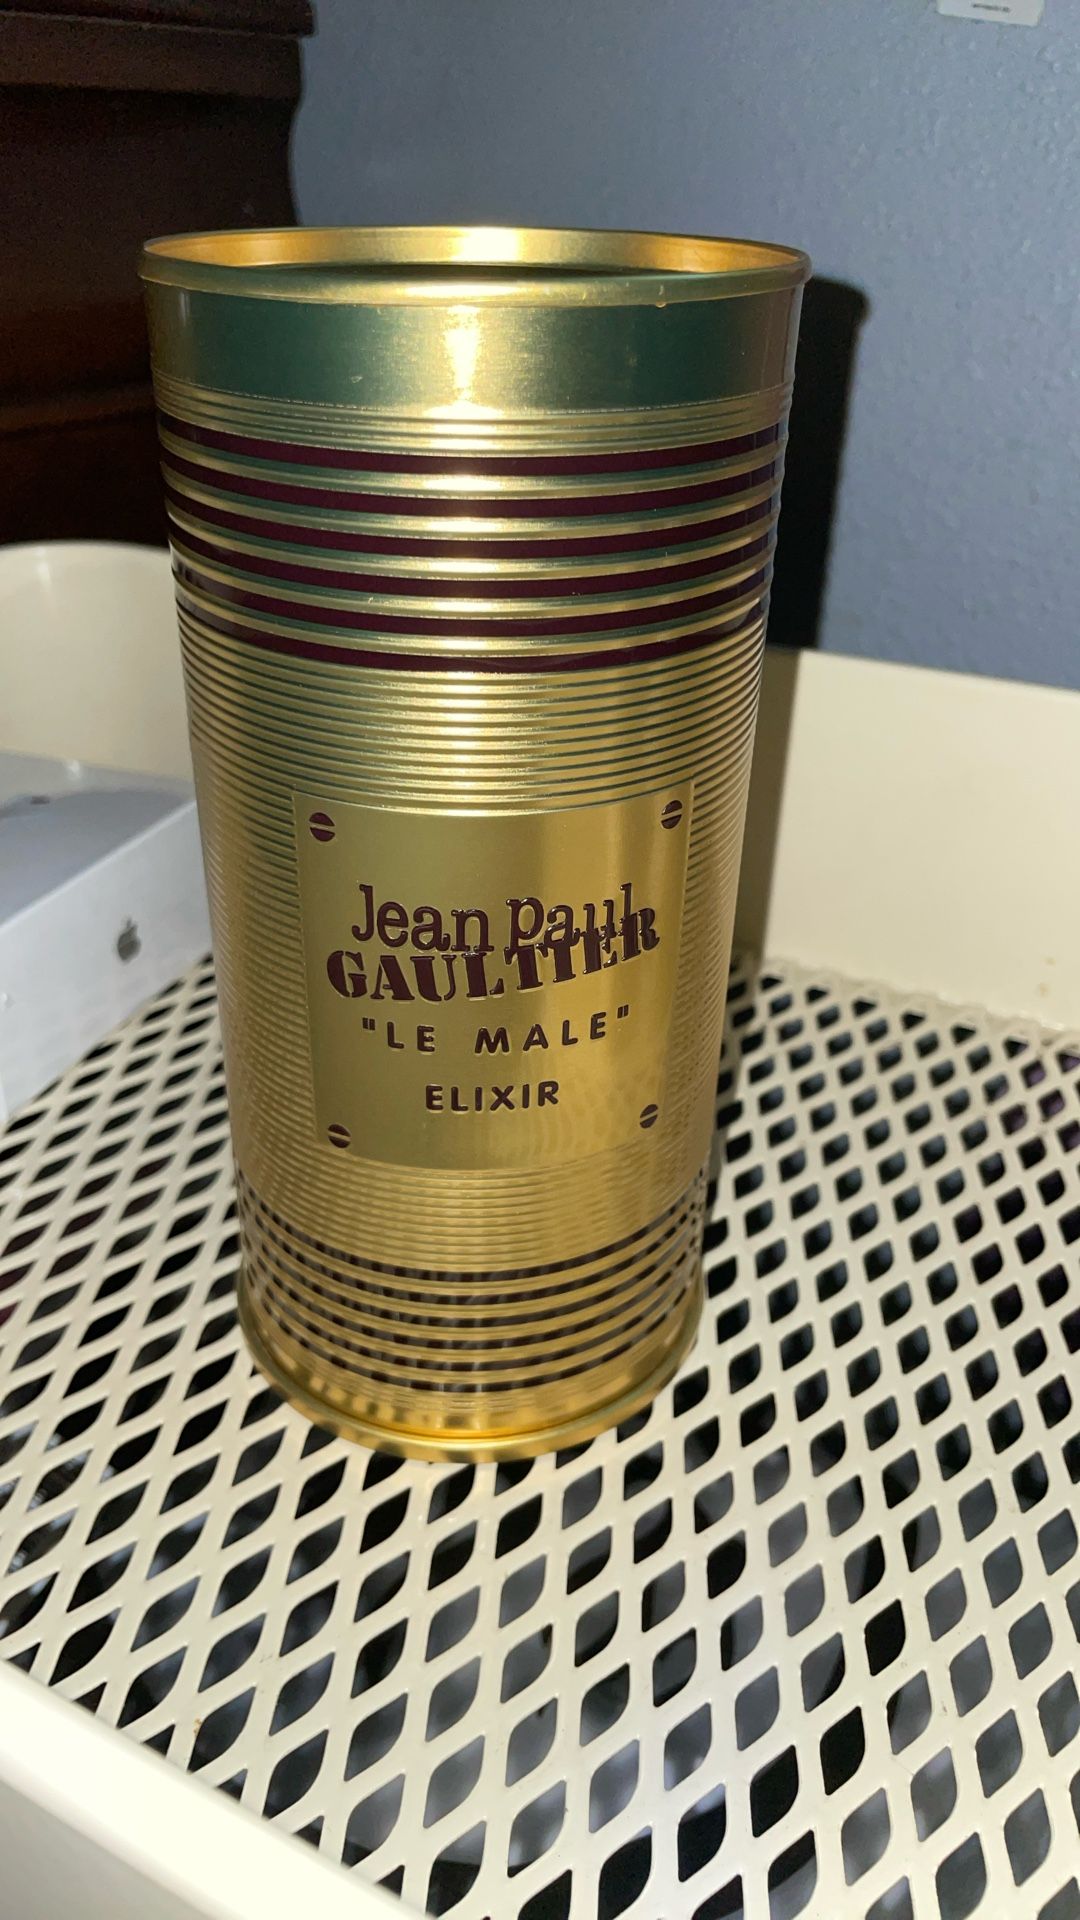 Jean Paul
GAULTIER
"LE MALE"
ELIXIR